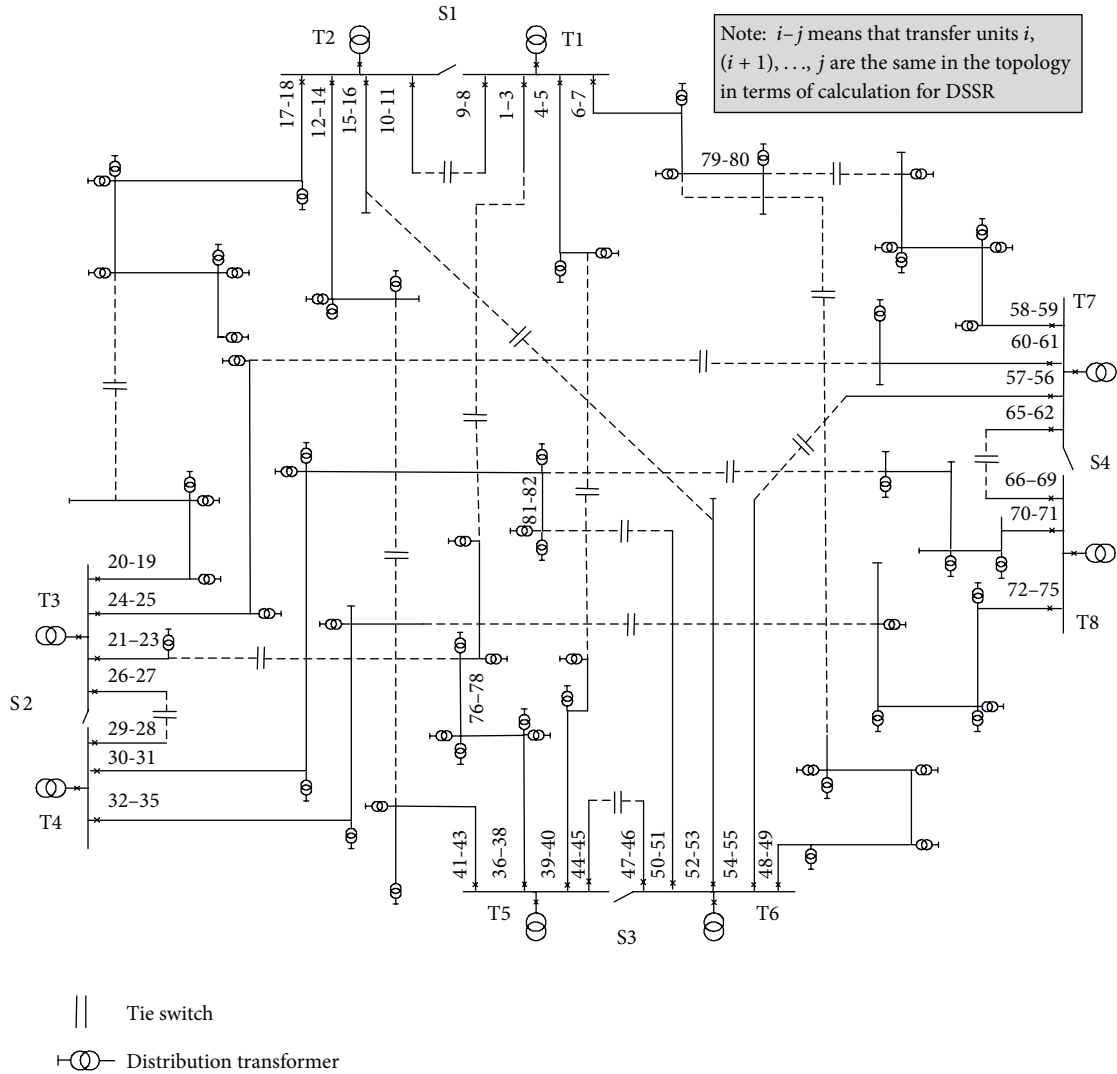 S1
T2
T1
Note: i–j means that transfer units i,
(i + 1), . . ., j are the same in the topology
in terms of calculation for DSSR
17-18
12–14
15-16
10-11
9-8
1–3
4-5
6-7
79-80
T7
58-59
60-61
57-56
65-62
S4
66–69
70-71
72–75
T8
81-82
20-19
T3
24-25
21–23
26-27
S2
29-28
30-31
32–35
T4
76–78
41-43
36–38
39-40
44-45
47-46
50-51
52-53
54-55
48-49
T5
S3
T6
Tie switch
Distribution transformer